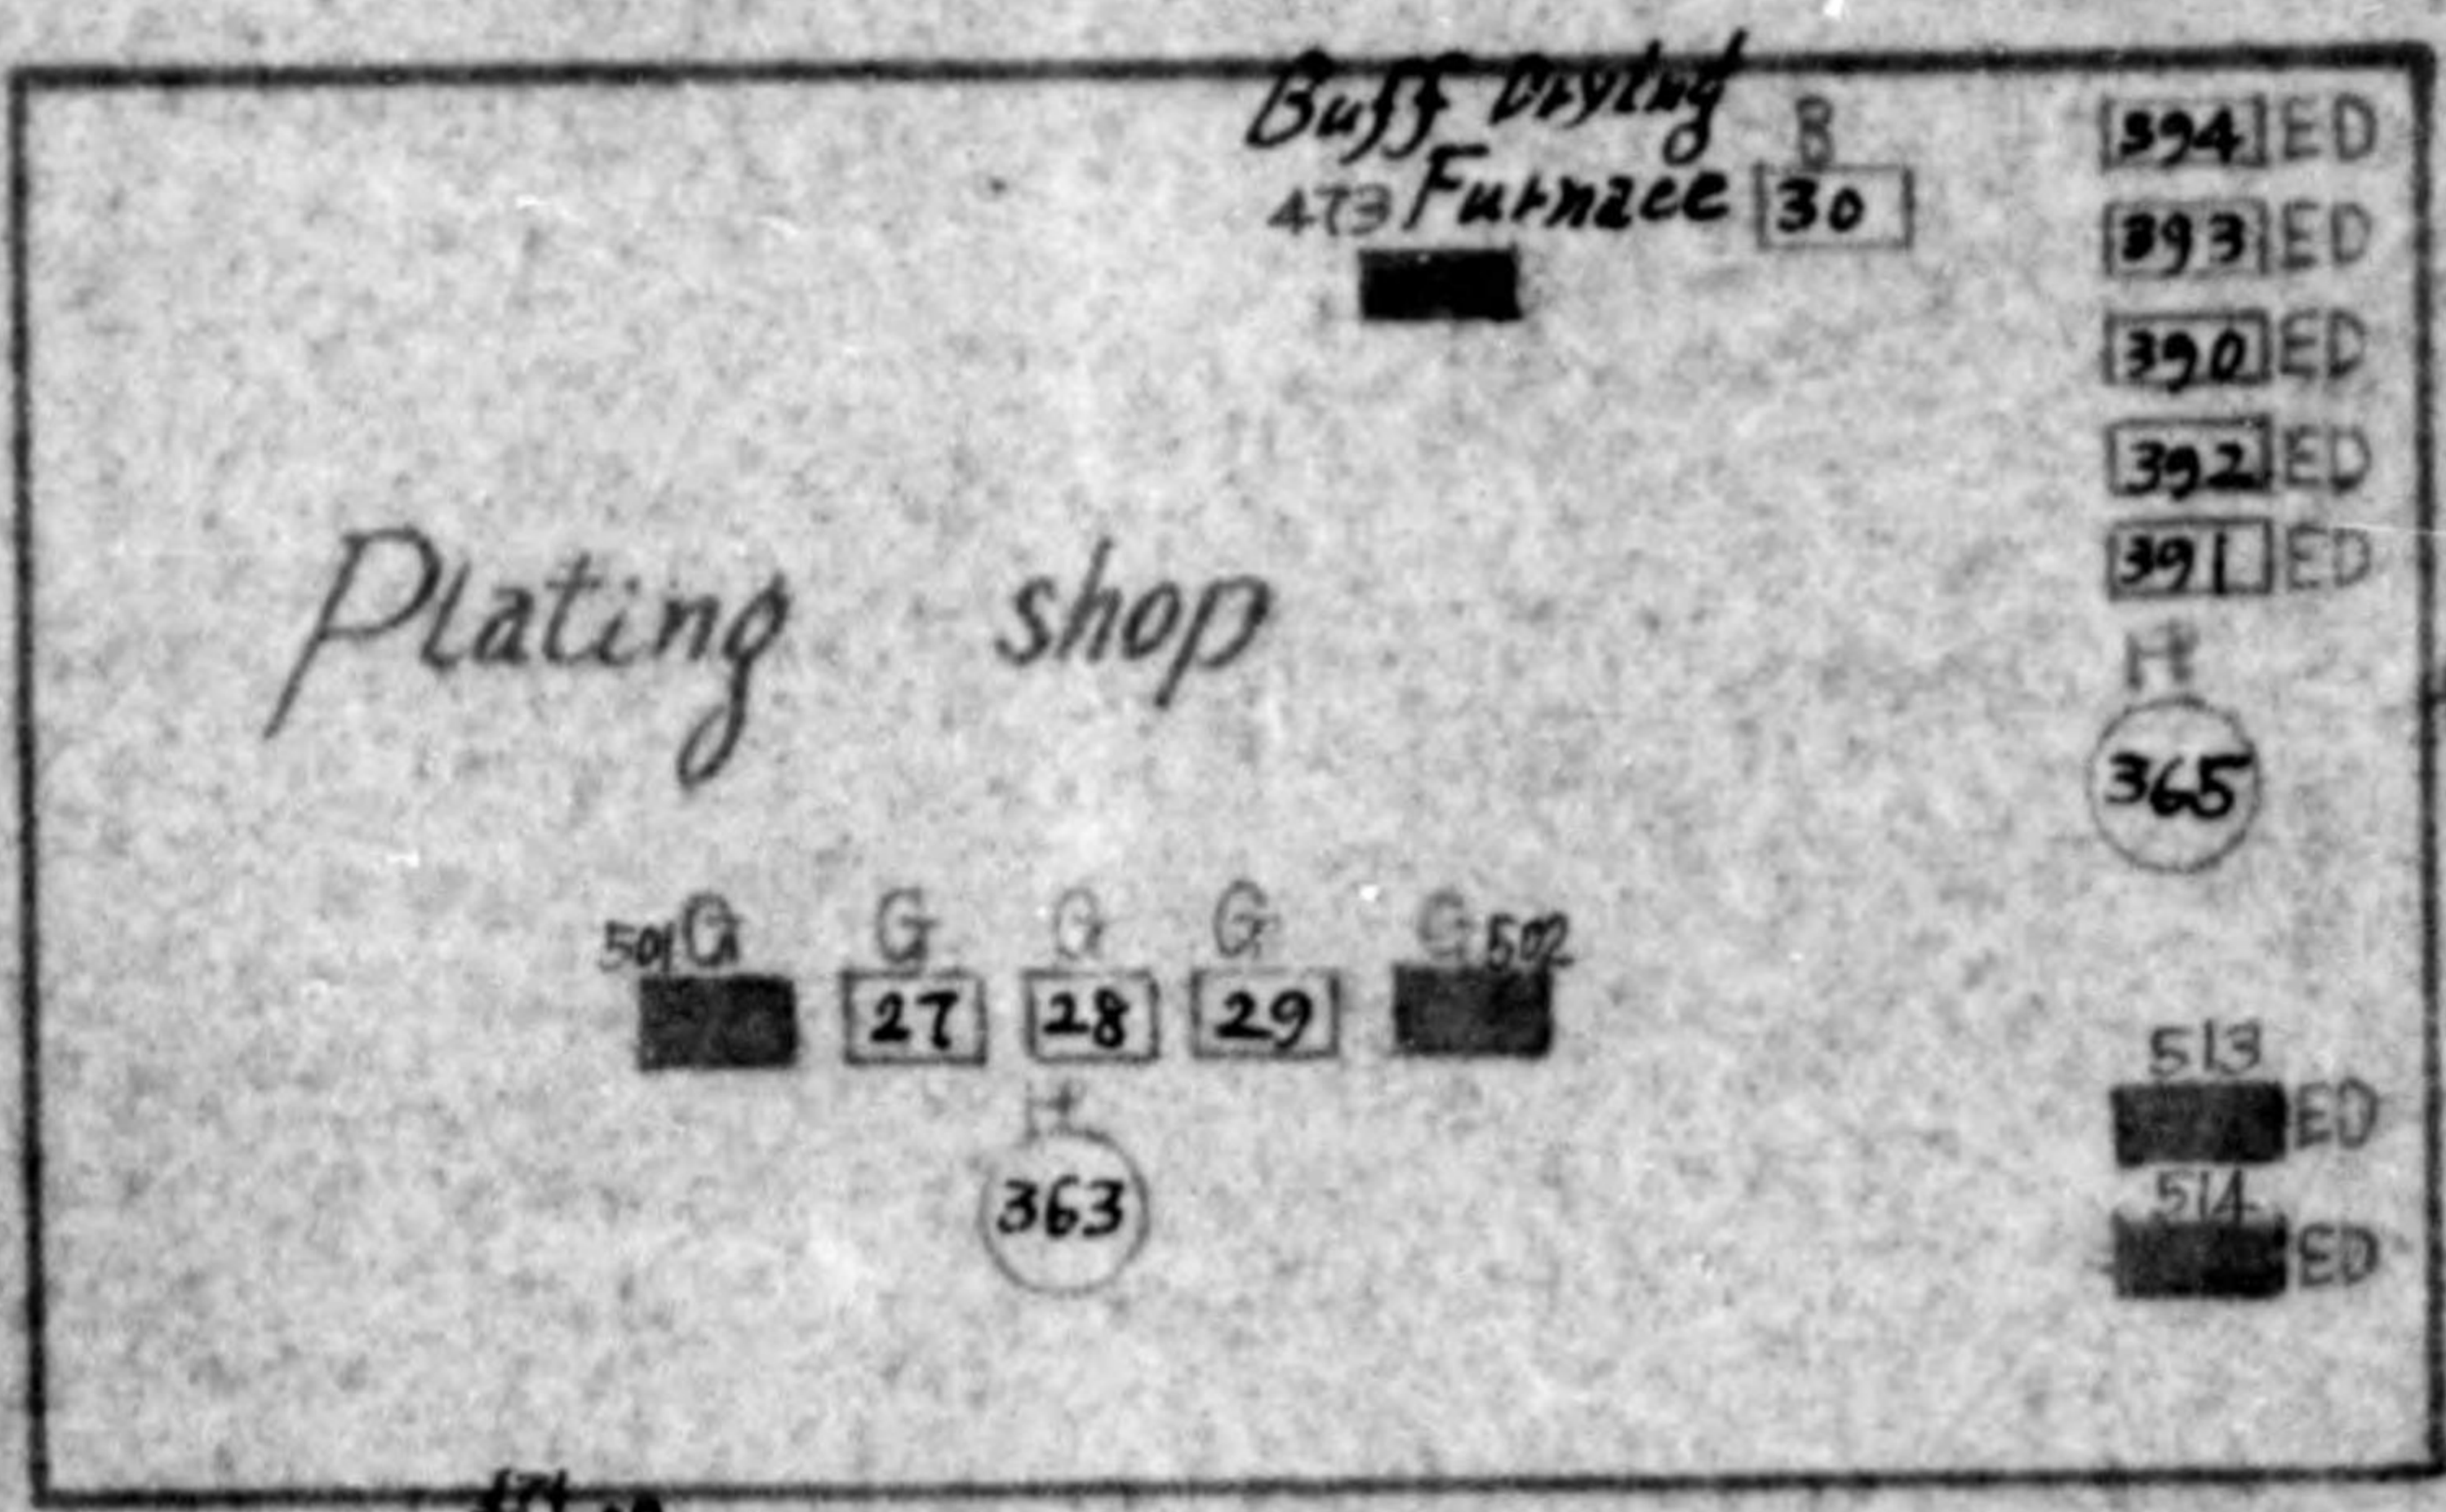 Buff Drying
B
473 Furnace 30
394 ED
393 ED
390 ED
392 ED
391 ED
Plating shop
H
365
501 G G G G G 502
27 28 29
H
363
513
ED
514
ED